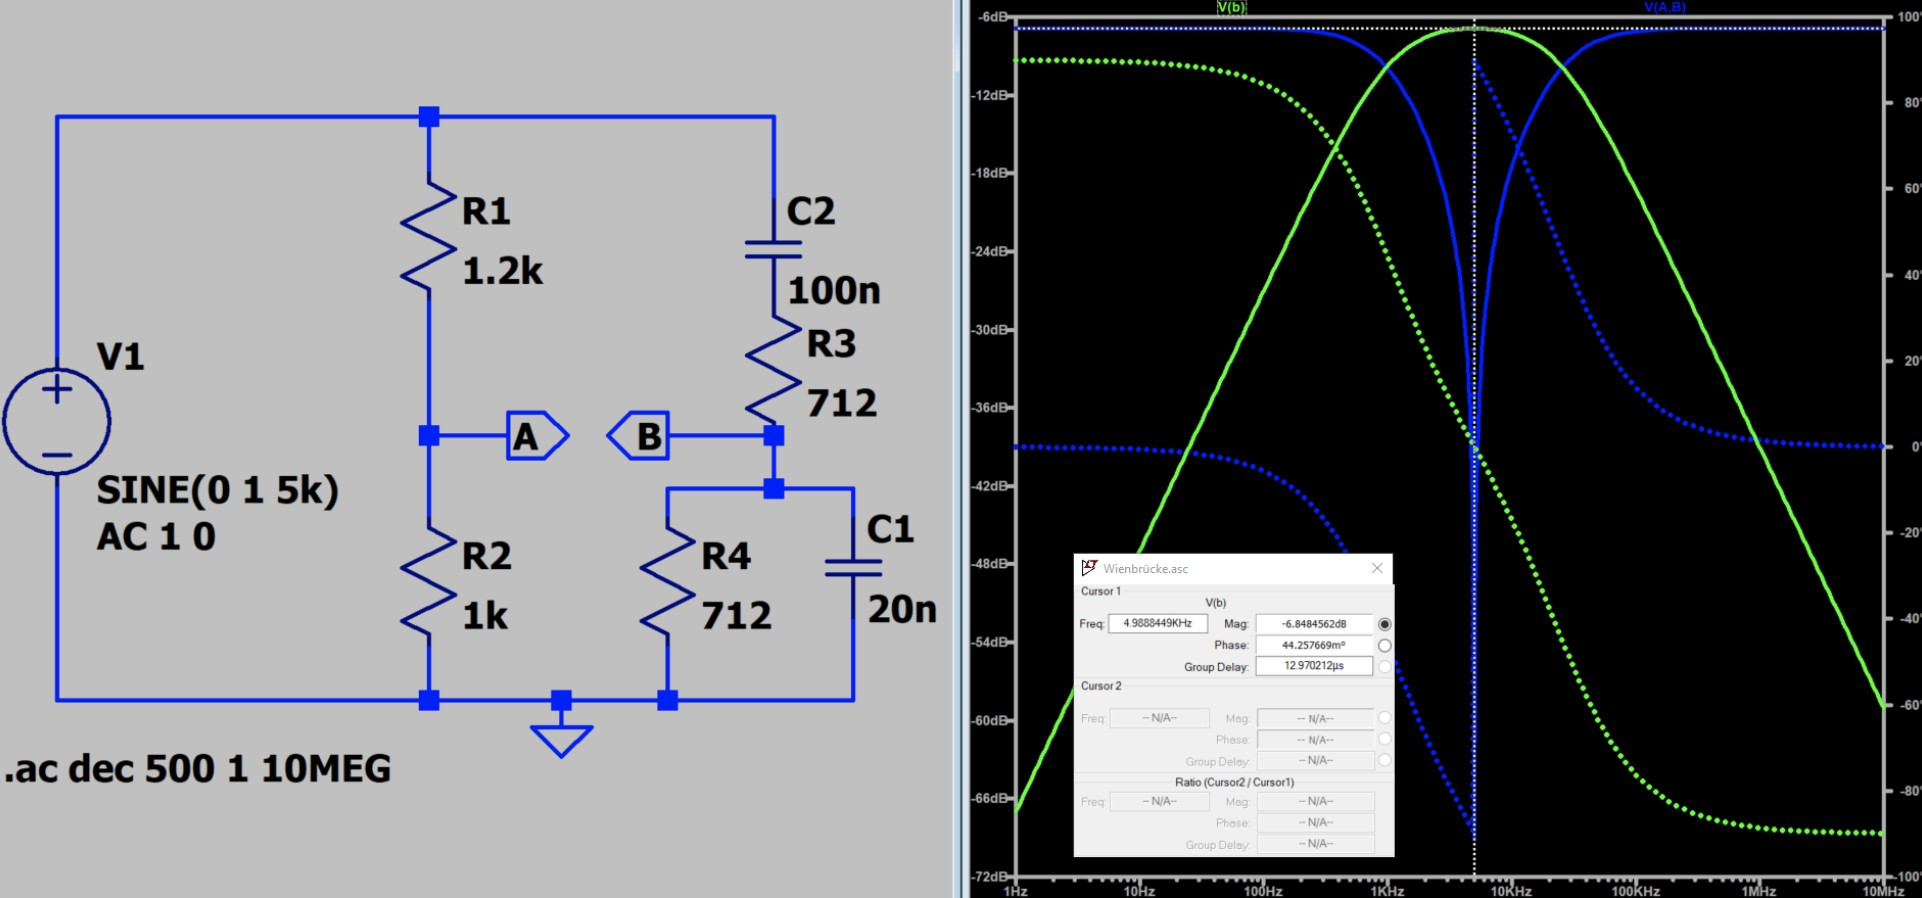 V(b)
V(A,B)
R1
1.2k
C2
100n
R3
712
V1
SINE(0 1 5k)
AC 1 0
A
B
R2
1k
R4
712
C1
20n
.ac dec 500 1 10MEG
-6dB
-12dB
-18dB
-24dB
-30dB
-36dB
-42dB
-48dB
-54dB
-60dB
-66dB
-72dB
100°
80°
60°
40°
20°
0°
-20°
-40°
-60°
-80°
-100°
1Hz
10Hz
100Hz
1KHz
10KHz
100KHz
1MHz
10MHz
Wienbrücke.asc
Cursor 1
V(b)
Freq: 4.9888449KHz Mag: -6.8484562dB
Phase: 44.257669m°
Group Delay: 12.970212µs
Cursor 2
Freq: -- N/A-- Mag: -- N/A--
Phase: -- N/A--
Group Delay: -- N/A--
Ratio (Cursor2 / Cursor1)
Freq: -- N/A-- Mag: -- N/A--
Phase: -- N/A--
Group Delay: -- N/A--